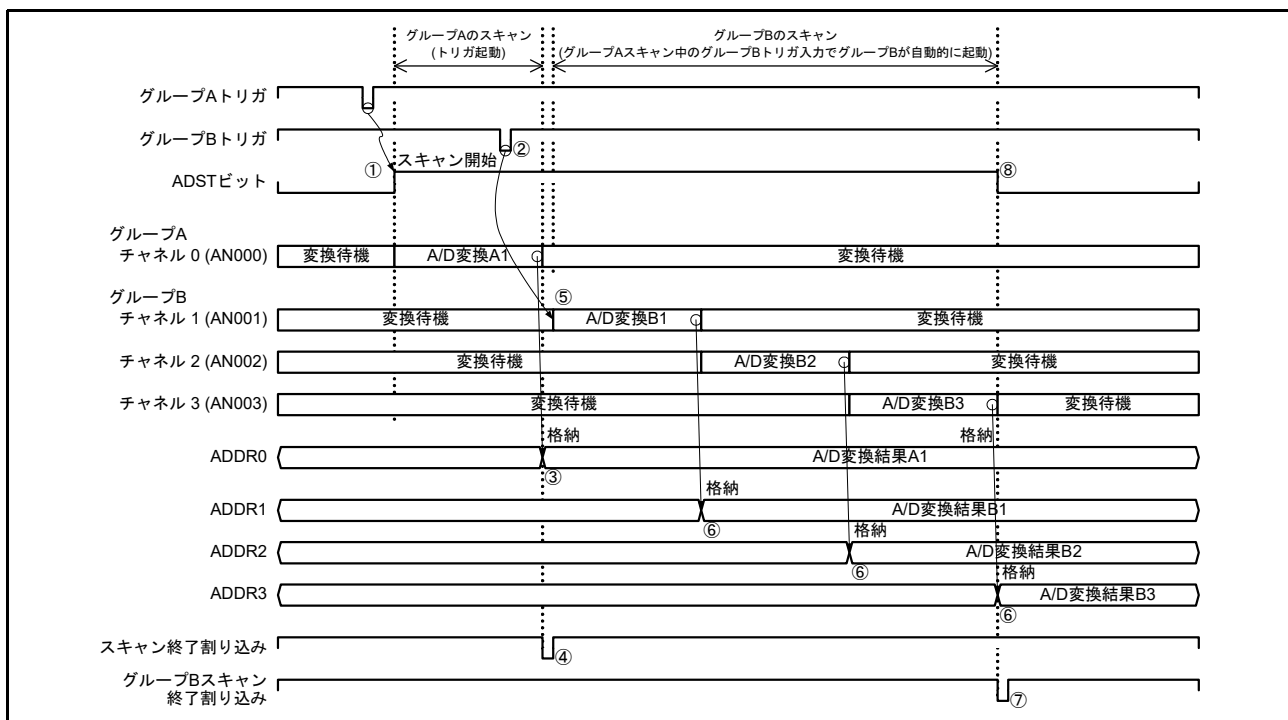 グループAのスキャン
(トリガ起動)
グループBのスキャン
(グループAスキャン中のグループBトリガ入力でグループBが自動的に起動)
グループAトリガ
グループBトリガ
②
①
スキャン開始
⑧
ADSTビット
グループA
チャネル 0 (AN000)
変換待機
A/D変換A1
変換待機
グループB
⑤
チャネル 1 (AN001)
変換待機
A/D変換B1
変換待機
チャネル 2 (AN002)
変換待機
A/D変換B2
変換待機
チャネル 3 (AN003)
変換待機
A/D変換B3
変換待機
格納
格納
ADDR0
A/D変換結果A1
③
格納
ADDR1
A/D変換結果B1
⑥
格納
ADDR2
A/D変換結果B2
⑥
格納
ADDR3
A/D変換結果B3
⑥
スキャン終了割り込み
④
グループBスキャン
終了割り込み
⑦